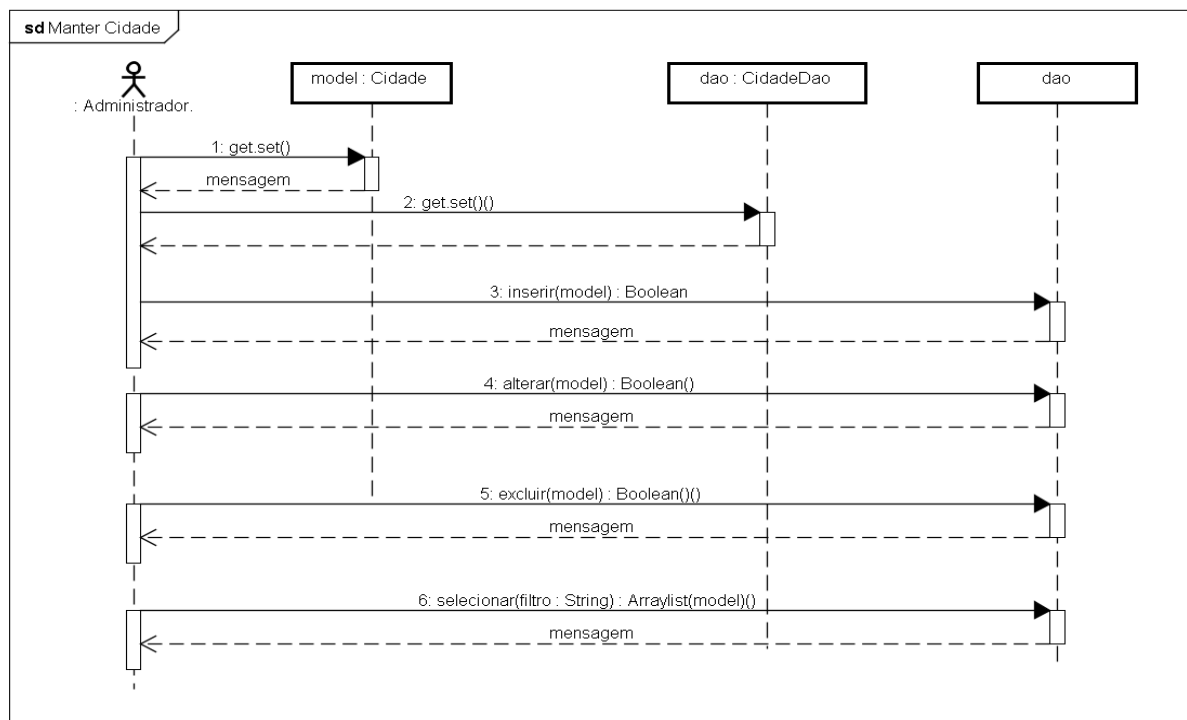 sd Manter Cidade
: Administrador.
model : Cidade
dao : CidadeDao
dao
1: get.set()
mensagem
2: get.set()()
3: inserir(model) : Boolean
mensagem
4: alterar(model) : Boolean()
mensagem
5: excluir(model) : Boolean()()
mensagem
6: selecionar(filtro : String) : Arraylist(model)()
mensagem